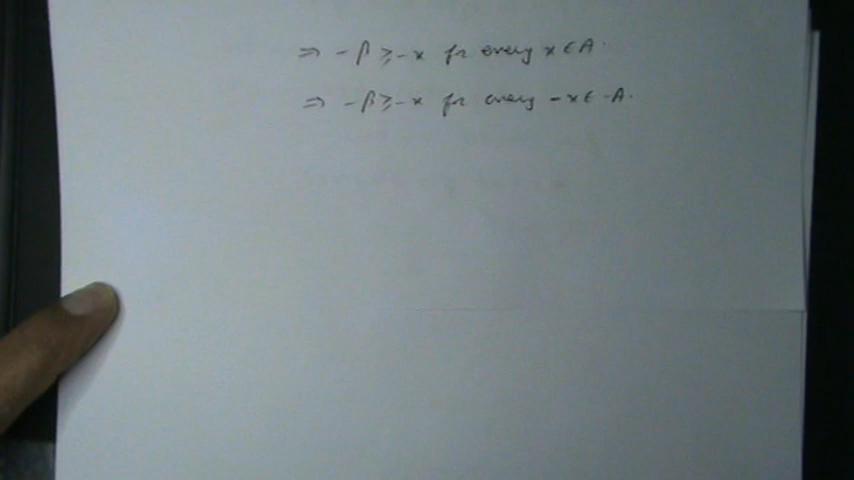 ⇒ -β ≥ -x for every x ∈ A.
⇒ -β ≥ -x for every -x ∈ -A.